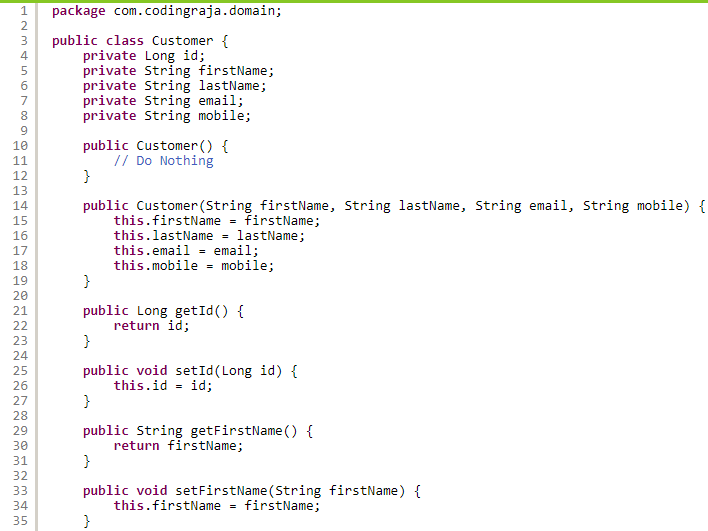 1 package com.codingraja.domain;
2
3 public class Customer {
4     private Long id;
5     private String firstName;
6     private String lastName;
7     private String email;
8     private String mobile;
9
10     public Customer() {
11         // Do Nothing
12     }
13
14     public Customer(String firstName, String lastName, String email, String mobile) {
15         this.firstName = firstName;
16         this.lastName = lastName;
17         this.email = email;
18         this.mobile = mobile;
19     }
20
21     public Long getId() {
22         return id;
23     }
24
25     public void setId(Long id) {
26         this.id = id;
27     }
28
29     public String getFirstName() {
30         return firstName;
31     }
32
33     public void setFirstName(String firstName) {
34         this.firstName = firstName;
35     }